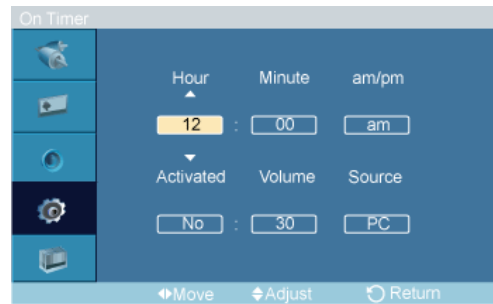 On Timer
Hour Minute am/pm
12 : 00 am
Activated Volume Source
No : 30 PC
Move Adjust Return